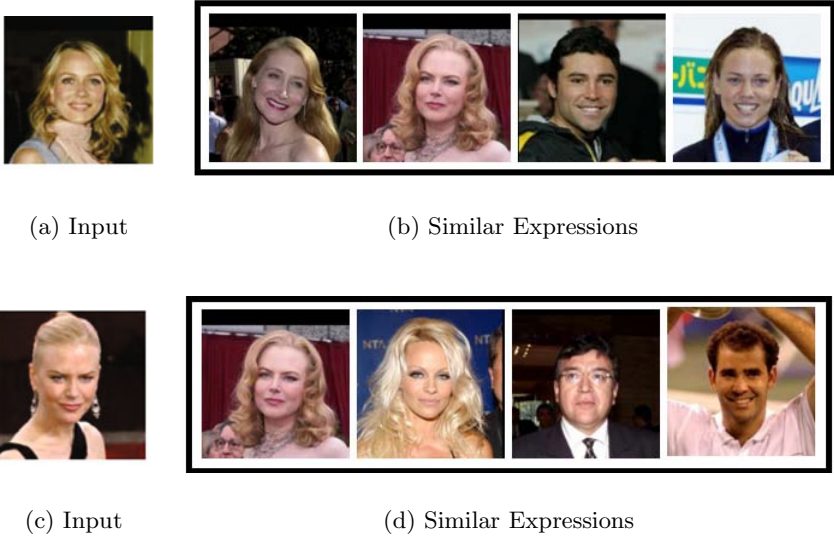 (a) Input
(b) Similar Expressions
(c) Input
(d) Similar Expressions